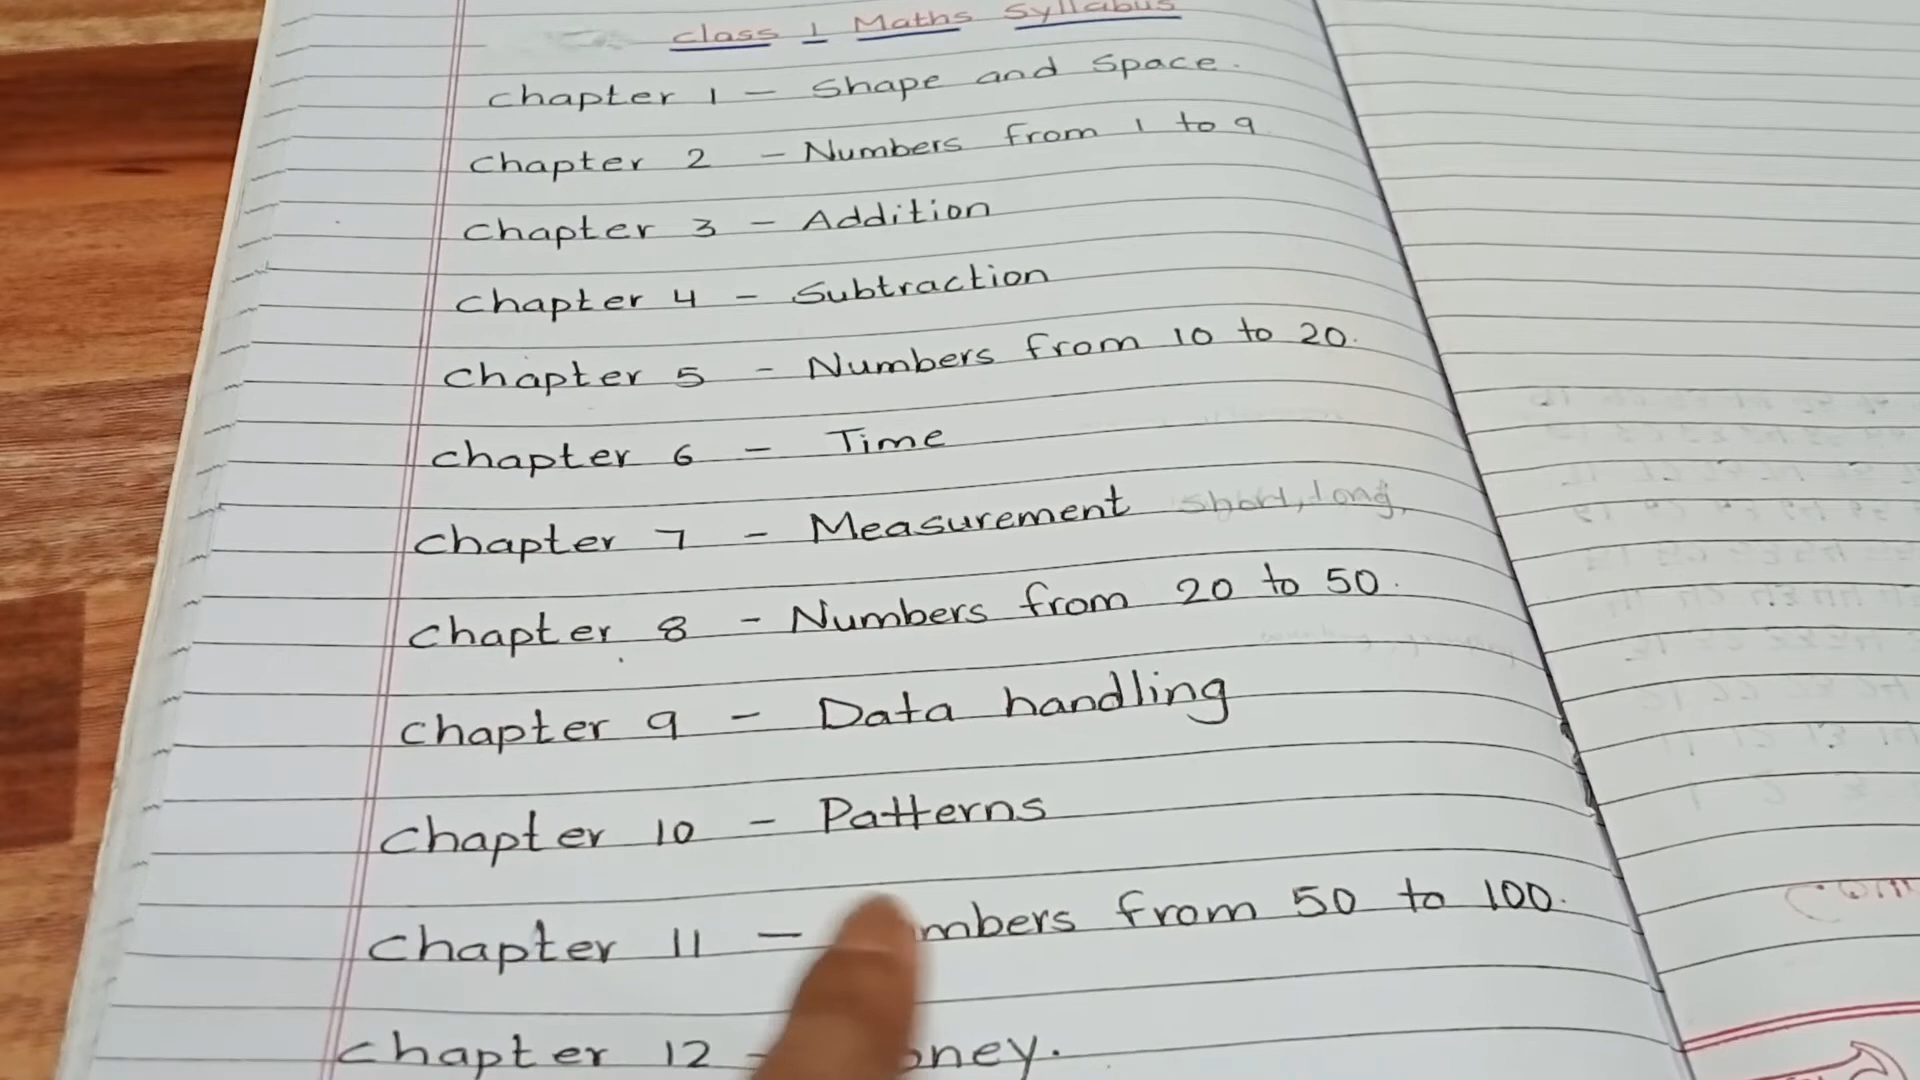 Class 1 Maths Syllabus
Chapter 1 - Shape and Space.
Chapter 2 - Numbers from 1 to 9
Chapter 3 - Addition
Chapter 4 - Subtraction
Chapter 5 - Numbers from 10 to 20.
Chapter 6 - Time
Chapter 7 - Measurement short, long,
Chapter 8 - Numbers from 20 to 50.
Chapter 9 - Data handling
Chapter 10 - Patterns
Chapter 11 - mbers from 50 to 100.
Chapter 12 - oney.